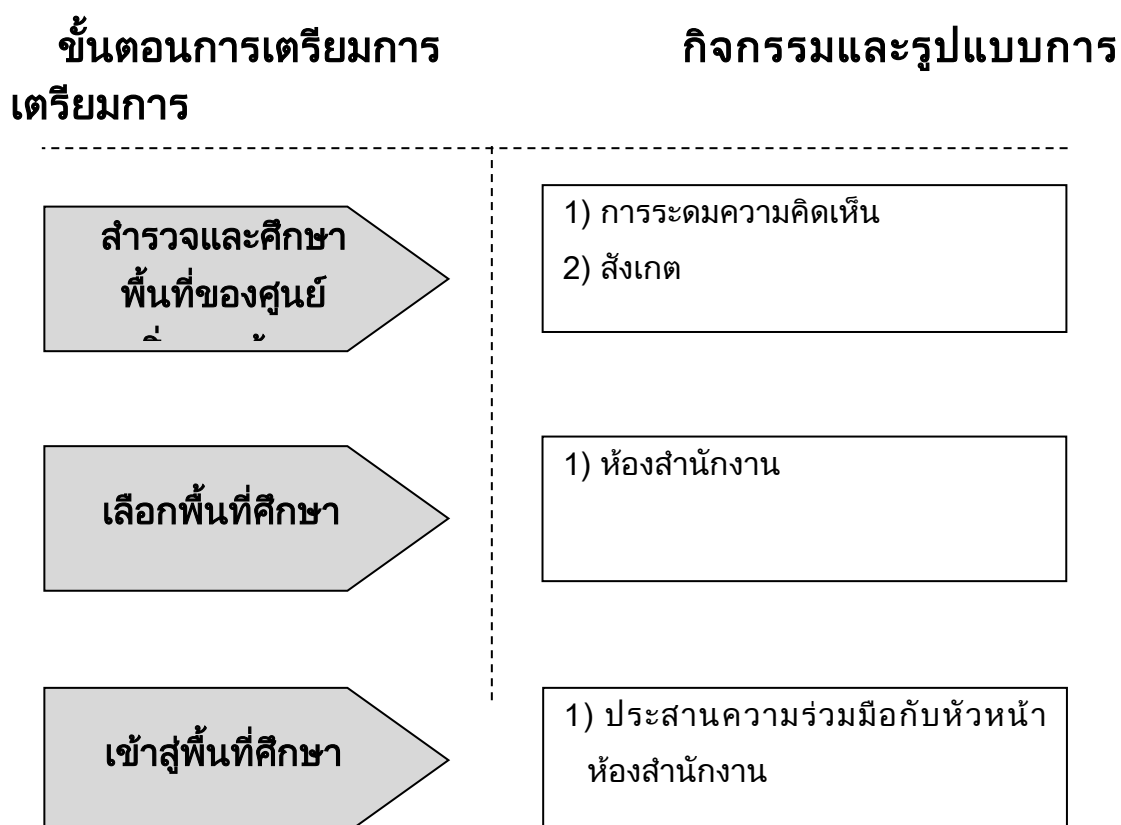 ขั้นตอนการเตรียมการ กิจกรรมและรูปแบบการ
เตรียมการ
สำรวจและศึกษา
พื้นที่ของศูนย์
1) การระดมความคิดเห็น
2) สังเกต
เลือกพื้นที่ศึกษา
1) ห้องสำนักงาน
เข้าสู่พื้นที่ศึกษา
1) ประสานความร่วมมือกับหัวหน้า
ห้องสำนักงาน